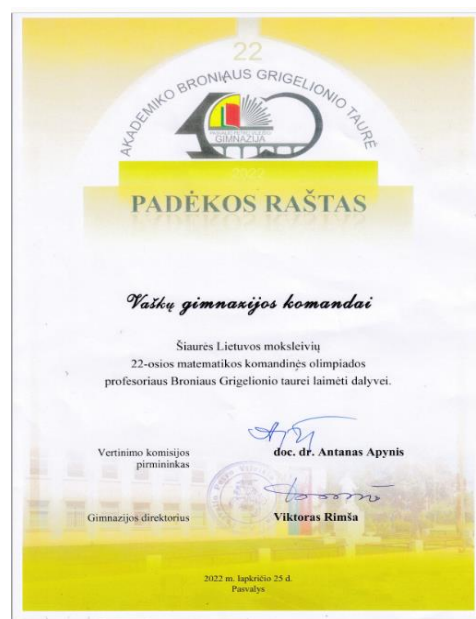 22
AKADEMIKO BRONIAUS GRIGELIONIO TAURĖ
GIMNAZIJA
2022
PADĖKOS RAŠTAS
Vaškų gimnazijos komandai
Šiaurės Lietuvos moksleivių
22-osios matematikos komandinės olimpiados
profesoriaus Broniaus Grigelionio taurei laimėti dalyvei.
Vertinimo komisijos
pirmininkas
doc. dr. Antanas Apynis
Gimnazijos direktorius
Viktoras Rimša
2022 m. lapkričio 25 d.
Pasvalys